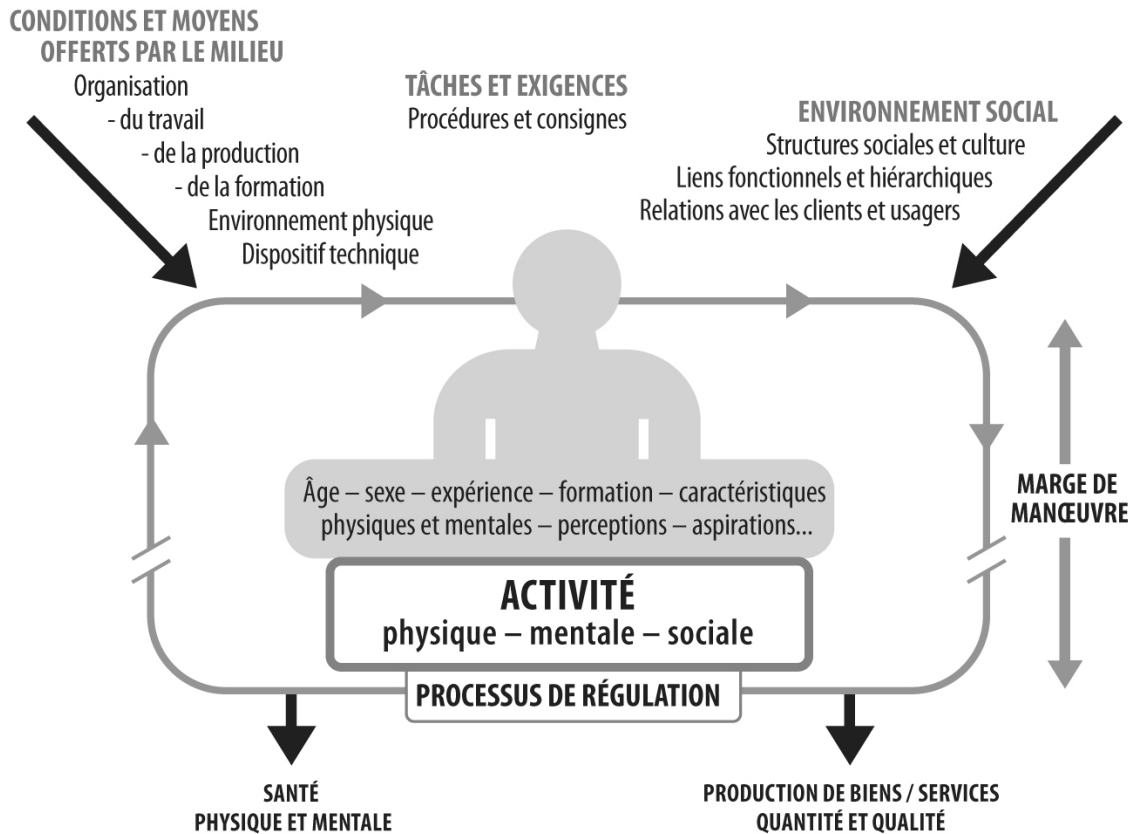 CONDITIONS ET MOYENS
OFFERTS PAR LE MILIEU
Organisation
- du travail
- de la production
- de la formation
Environnement physique
Dispositif technique
TÂCHES ET EXIGENCES
Procédures et consignes
ENVIRONNEMENT SOCIAL
Structures sociales et culture
Liens fonctionnels et hiérarchiques
Relations avec les clients et usagers
Âge – sexe – expérience – formation – caractéristiques
physiques et mentales – perceptions – aspirations...
MARGE DE
MANŒUVRE
ACTIVITÉ
physique – mentale – sociale
PROCESSUS DE RÉGULATION
SANTÉ
PHYSIQUE ET MENTALE
PRODUCTION DE BIENS / SERVICES
QUANTITÉ ET QUALITÉ